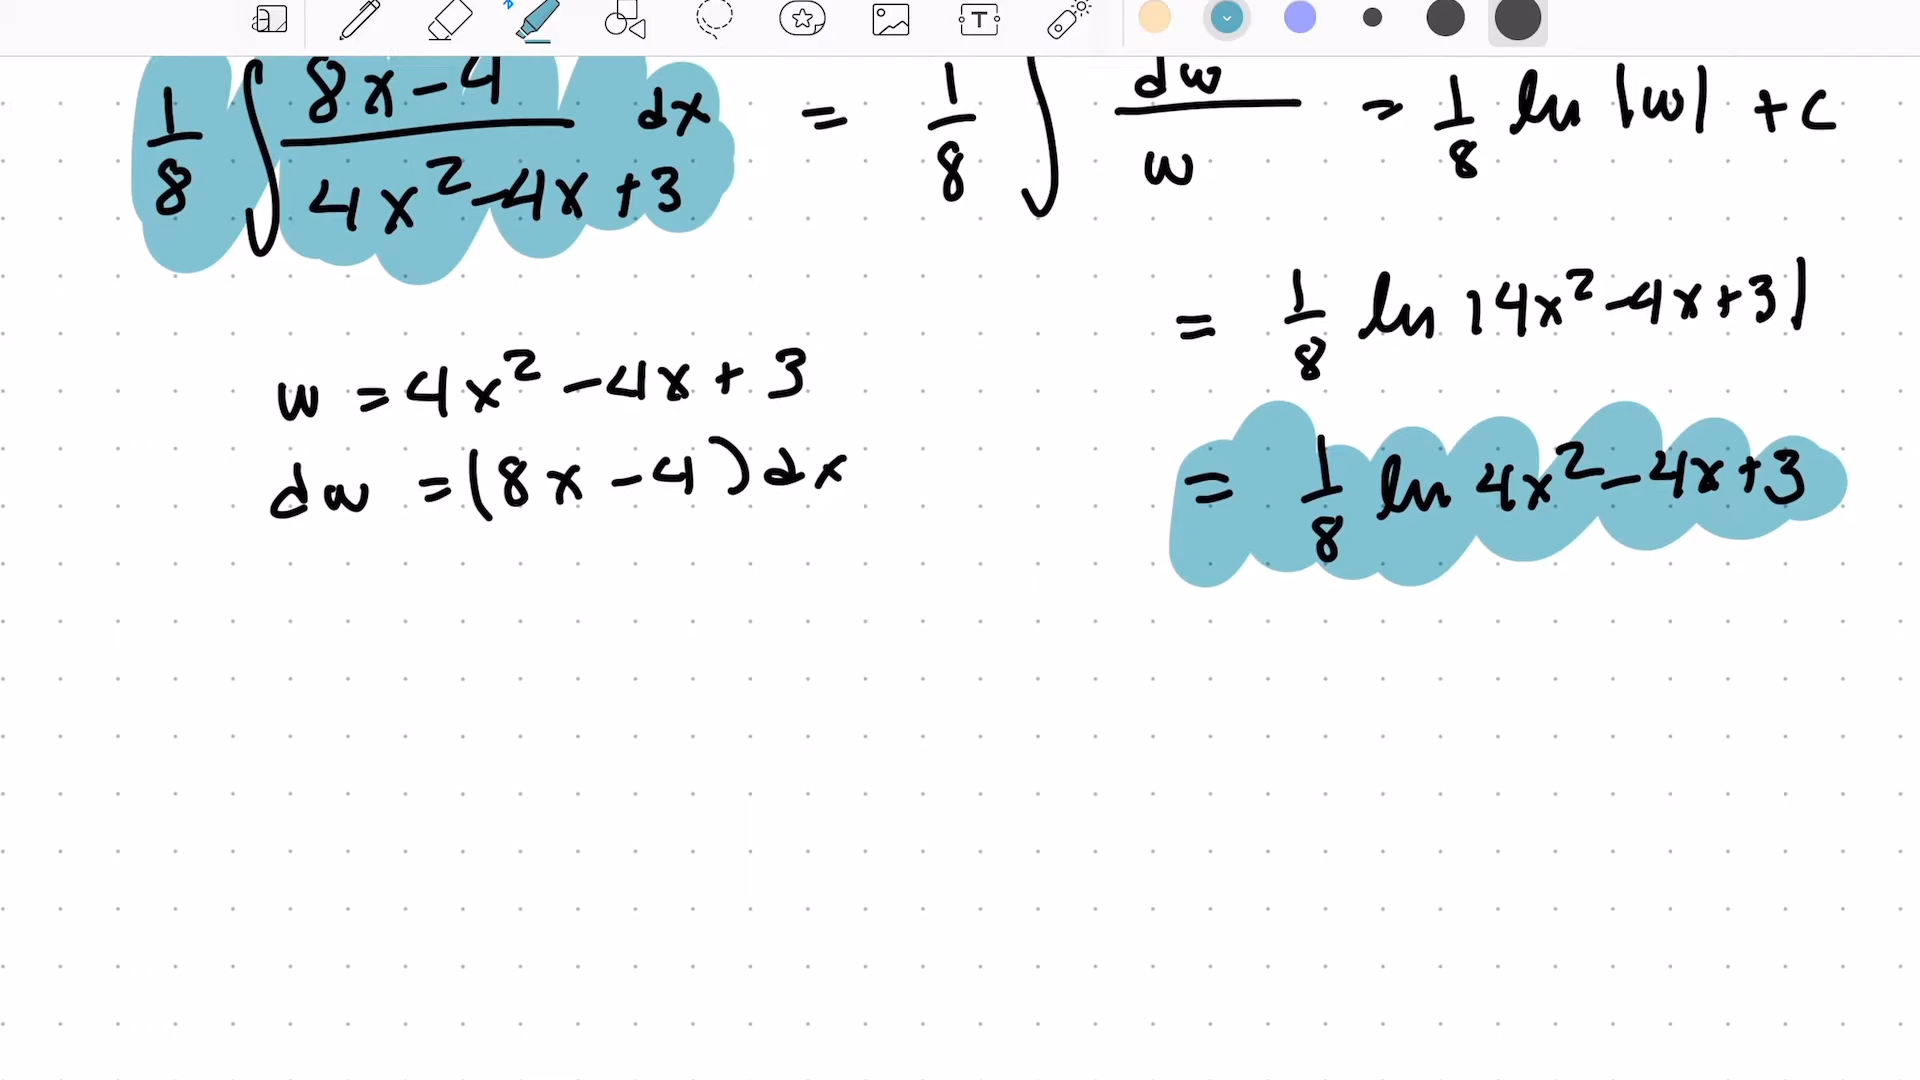 1/8 ∫ (8x-4)/(4x²-4x+3) dx = 1/8 ∫ dw/w = 1/8 ln |w| + c
= 1/8 ln |4x²-4x+3|
w = 4x²-4x+3
= 1/8 ln 4x²-4x+3
dw = (8x-4)dx